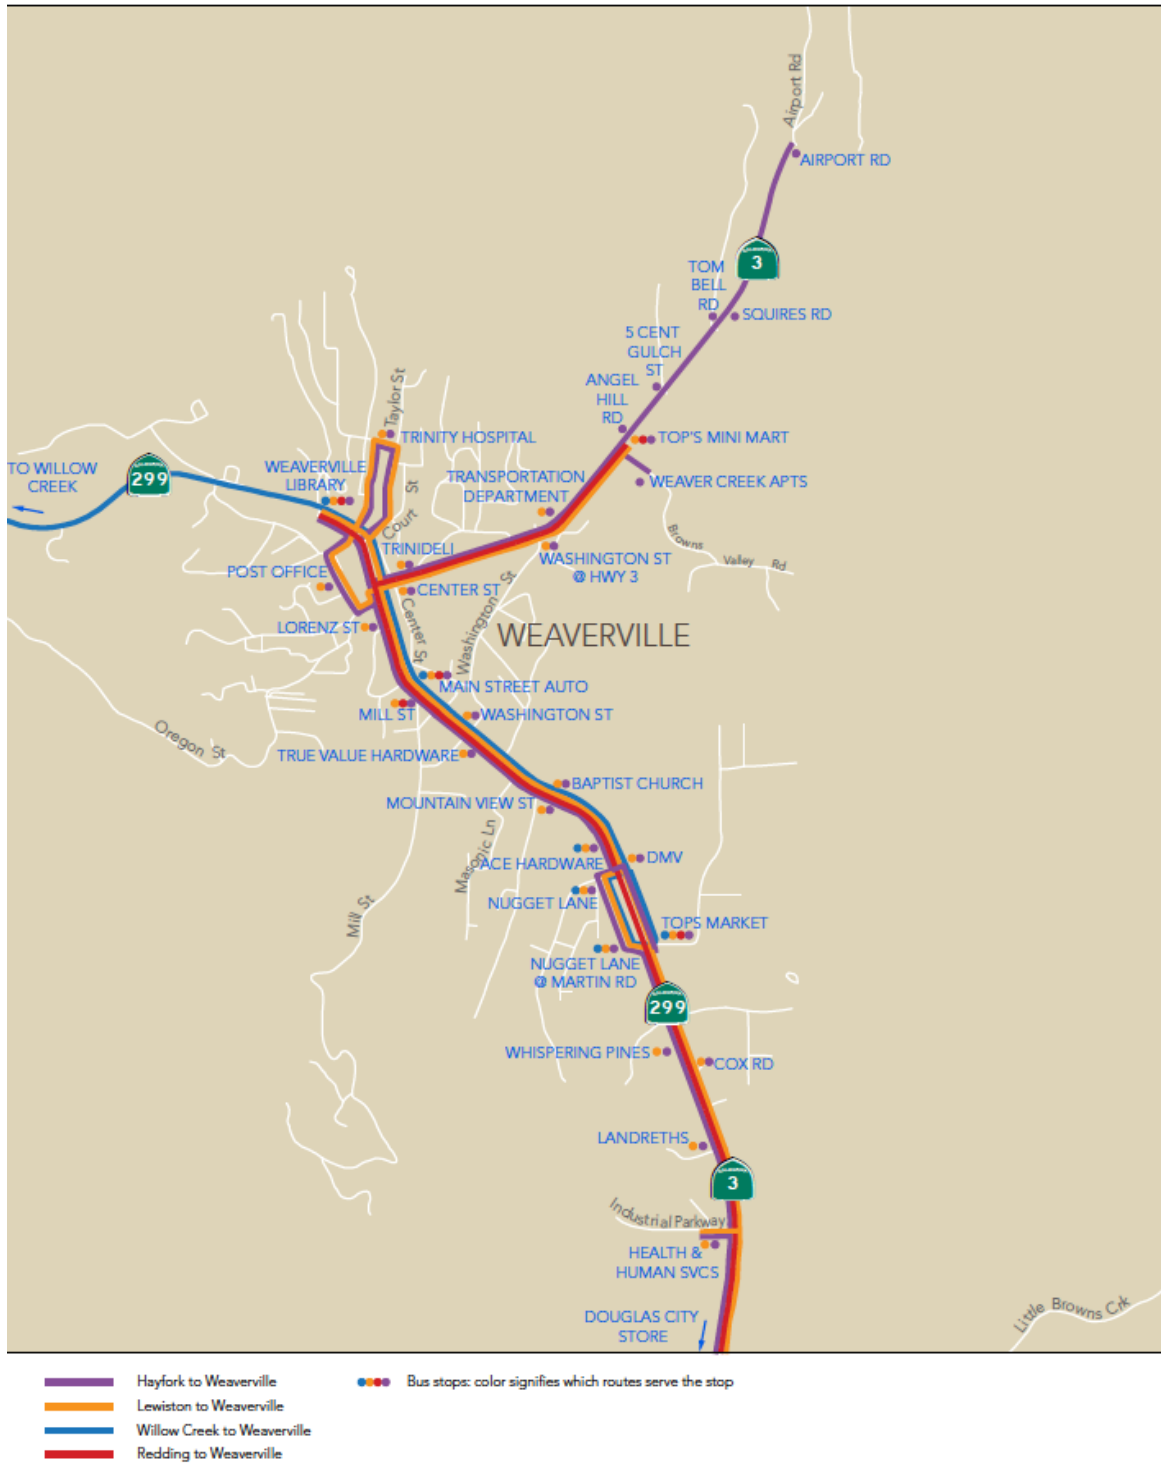 Airport Rd
AIRPORT RD
3
TOM
BELL
RD
SQUIRES RD
5 CENT
GULCH
ST
ANGEL
HILL
RD
Taylor St
TRINITY HOSPITAL
TOP'S MINI MART
TO WILLOW
CREEK
299
WEAVERVILLE
LIBRARY
TRANSPORTATION
DEPARTMENT
WEAVER CREEK APTS
Court St
Browns Valley Rd
TRINIDELI
WASHINGTON ST
@ HWY 3
POST OFFICE
CENTER ST
Center St
Washington St
LORENZ ST
WEAVERVILLE
MAIN STREET AUTO
MILL ST
WASHINGTON ST
Oregon St
TRUE VALUE HARDWARE
BAPTIST CHURCH
MOUNTAIN VIEW ST
Masonic Ln
ACE HARDWARE
DMV
Mill St
NUGGET LANE
TOPS MARKET
NUGGET LANE
@ MARTIN RD
299
WHISPERING PINES
COX RD
LANDRETHS
3
Industrial Parkway
HEALTH &
HUMAN SVCS
DOUGLAS CITY
STORE
Little Browns Crk
Hayfork to Weaverville
Bus stops: color signifies which routes serve the stop
Lewiston to Weaverville
Willow Creek to Weaverville
Redding to Weaverville